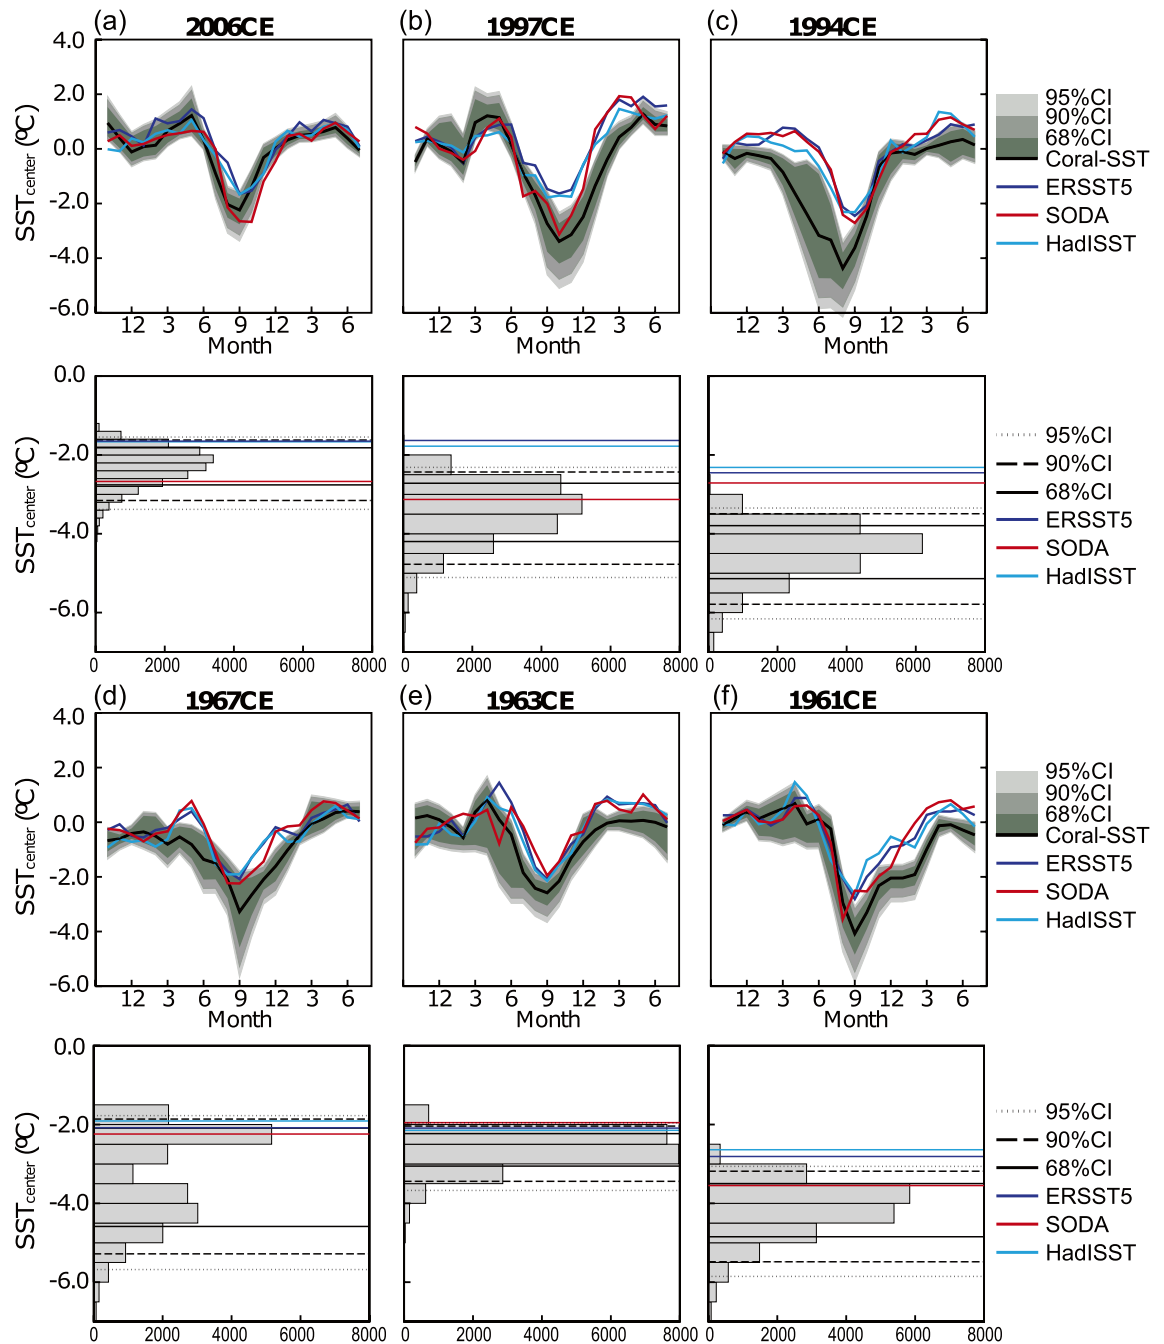 (a) 2006CE (b) 1997CE (c) 1994CE
4.0
2.0
0.0
-2.0
-4.0
-6.0
SSTcenter (ºC)
12 3 6 9 12 3 6
Month
12 3 6 9 12 3 6
Month
12 3 6 9 12 3 6
Month
95%CI
90%CI
68%CI
Coral-SST
ERSST5
SODA
HadISST
0.0
-2.0
-4.0
-6.0
SSTcenter (ºC)
0 2000 4000 6000 8000
0 2000 4000 6000 8000
0 2000 4000 6000 8000
95%CI
90%CI
68%CI
ERSST5
SODA
HadISST
(d) 1967CE (e) 1963CE (f) 1961CE
4.0
2.0
0.0
-2.0
-4.0
-6.0
SSTcenter (ºC)
12 3 6 9 12 3 6
Month
12 3 6 9 12 3 6
Month
12 3 6 9 12 3 6
Month
95%CI
90%CI
68%CI
Coral-SST
ERSST5
SODA
HadISST
0.0
-2.0
-4.0
-6.0
SSTcenter (ºC)
0 2000 4000 6000 8000
0 2000 4000 6000 8000
0 2000 4000 6000 8000
95%CI
90%CI
68%CI
ERSST5
SODA
HadISST